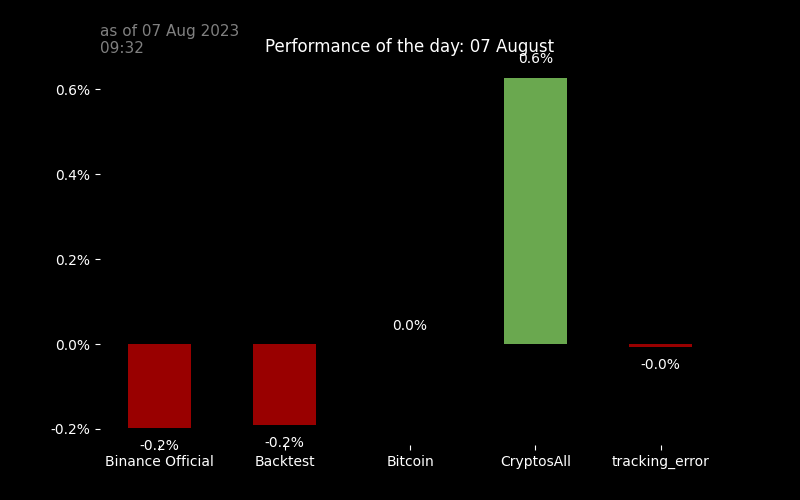 as of 07 Aug 2023
09:32
Performance of the day: 07 August
0.6%
0.6%
0.4%
0.2%
0.0%
0.0%
-0.0%
-0.2%
-0.2%
-0.2%
Binance Official
Backtest
Bitcoin
CryptosAll
tracking_error